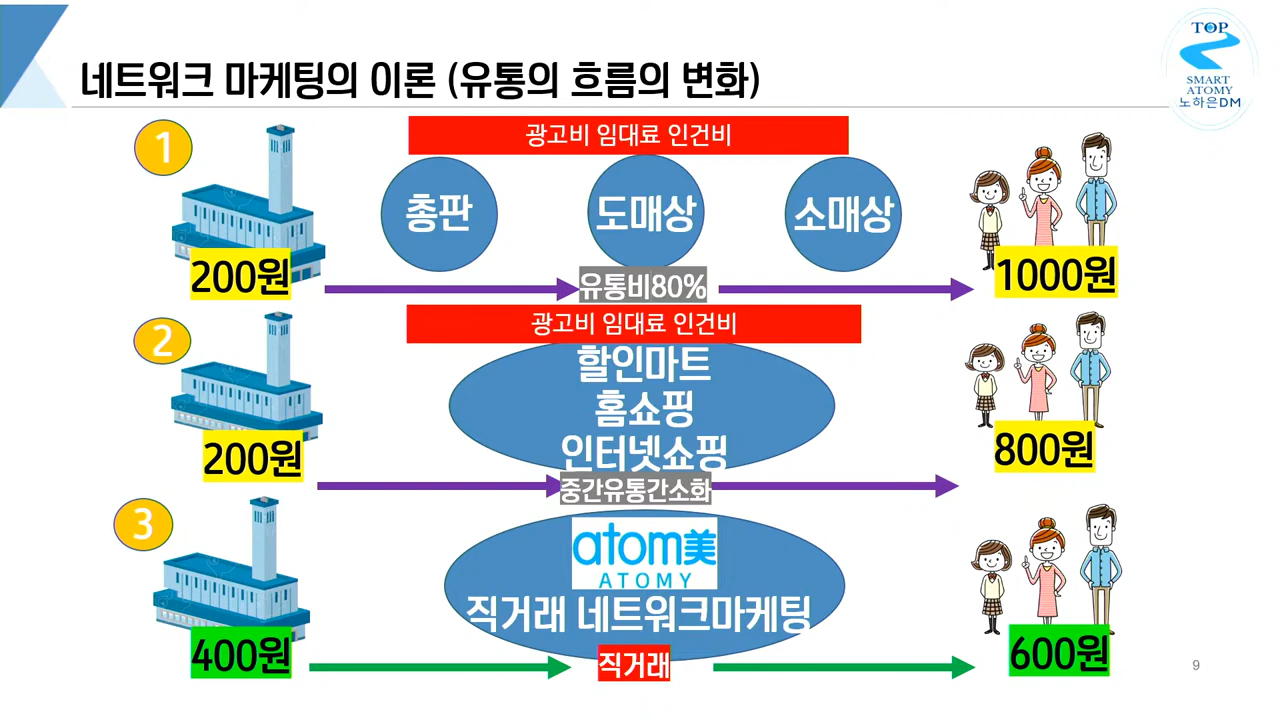 네트워크 마케팅의 이론 (유통의 흐름의 변화)
TOP
SMART
ATOMY
노하은DM
1
광고비 임대료 인건비
총판
도매상
소매상
200원
유통비80%
1000원
2
광고비 임대료 인건비
할인마트
홈쇼핑
인터넷쇼핑
200원
중간유통간소화
800원
3
atom美
ATOMY
직거래 네트워크마케팅
400원
직거래
600원
9